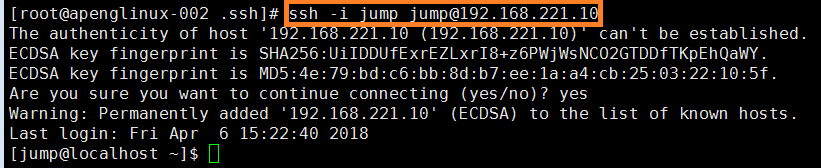 [root@apenglinux-002 .ssh]# ssh -i jump jump@192.168.221.10
The authenticity of host '192.168.221.10 (192.168.221.10)' can't be established.
ECDSA key fingerprint is SHA256:UiIDDUfExrEZLxrI8+z6PWjWsNCO2GTDDfTKpEhQaWY.
ECDSA key fingerprint is MD5:4e:79:bd:c6:bb:8d:b7:ee:1a:a4:cb:25:03:22:10:5f.
Are you sure you want to continue connecting (yes/no)? yes
Warning: Permanently added '192.168.221.10' (ECDSA) to the list of known hosts.
Last login: Fri Apr  6 15:22:40 2018
[jump@localhost ~]$